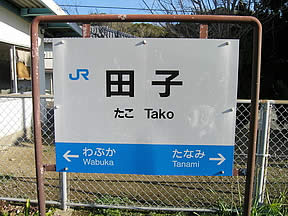 JR
田子
たこ Tako
← わぶか たなみ →
Wabuka Tanami